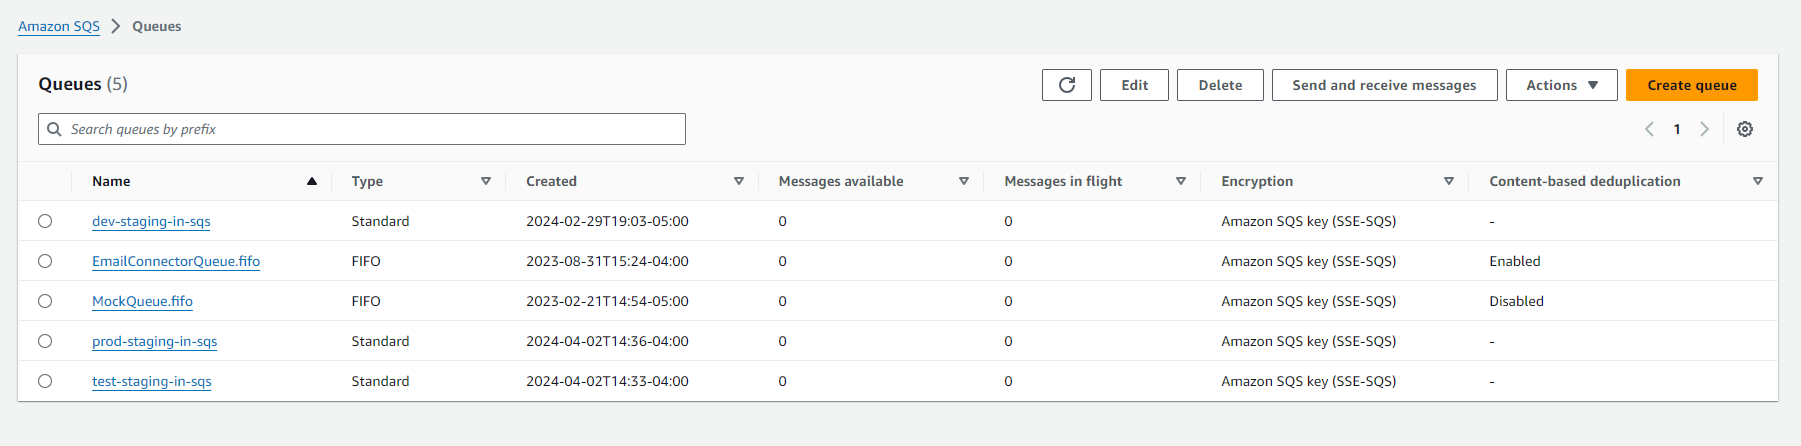 Amazon SQS > Queues
Queues (5)
Edit Delete Send and receive messages Actions Create queue
Search queues by prefix
1
Name Type Created Messages available Messages in flight Encryption Content-based deduplication
dev-staging-in-sqs Standard 2024-02-29T19:03-05:00 0 0 Amazon SQS key (SSE-SQS) -
EmailConnectorQueue.fifo FIFO 2023-08-31T15:24-04:00 0 0 Amazon SQS key (SSE-SQS) Enabled
MockQueue.fifo FIFO 2023-02-21T14:54-05:00 0 0 Amazon SQS key (SSE-SQS) Disabled
prod-staging-in-sqs Standard 2024-04-02T14:36-04:00 0 0 Amazon SQS key (SSE-SQS) -
test-staging-in-sqs Standard 2024-04-02T14:33-04:00 0 0 Amazon SQS key (SSE-SQS) -